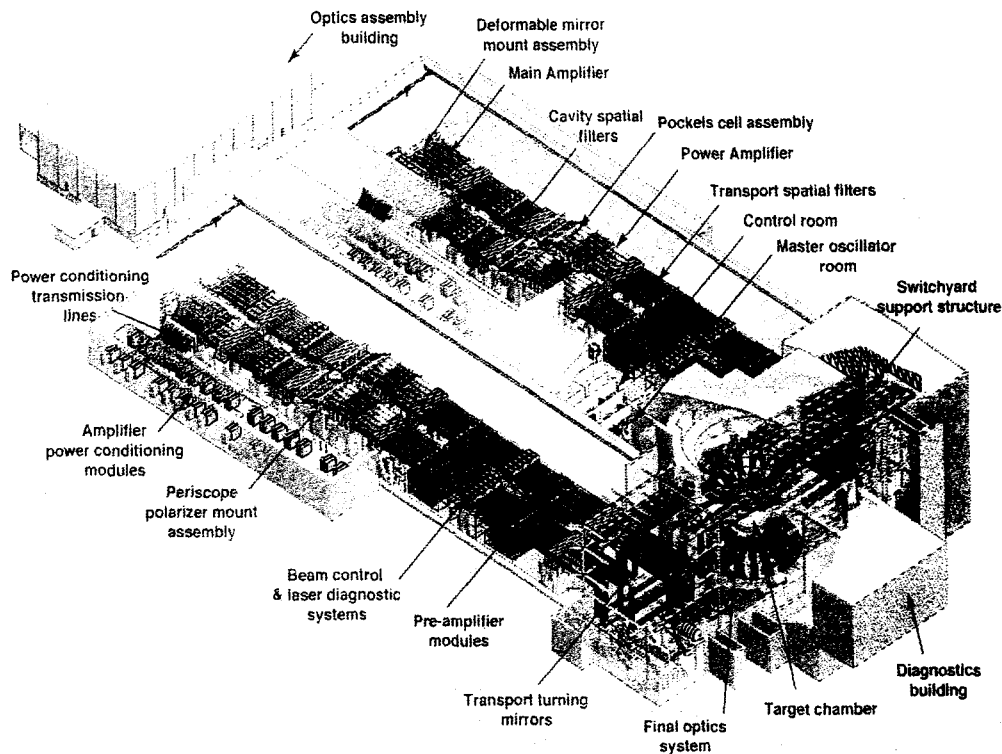 Optics assembly
building
Deformable mirror
mount assembly
Main Amplifier
Cavity spatial
filters
Pockels cell assembly
Power Amplifier
Transport spatial filters
Control room
Master oscillator
room
Switchyard
support structure
Power conditioning
transmission
lines
Amplifier
power conditioning
modules
Periscope
polarizer mount
assembly
Beam control
& laser diagnostic
systems
Pre-amplifier
modules
Transport turning
mirrors
Final optics
system
Target chamber
Diagnostics
building